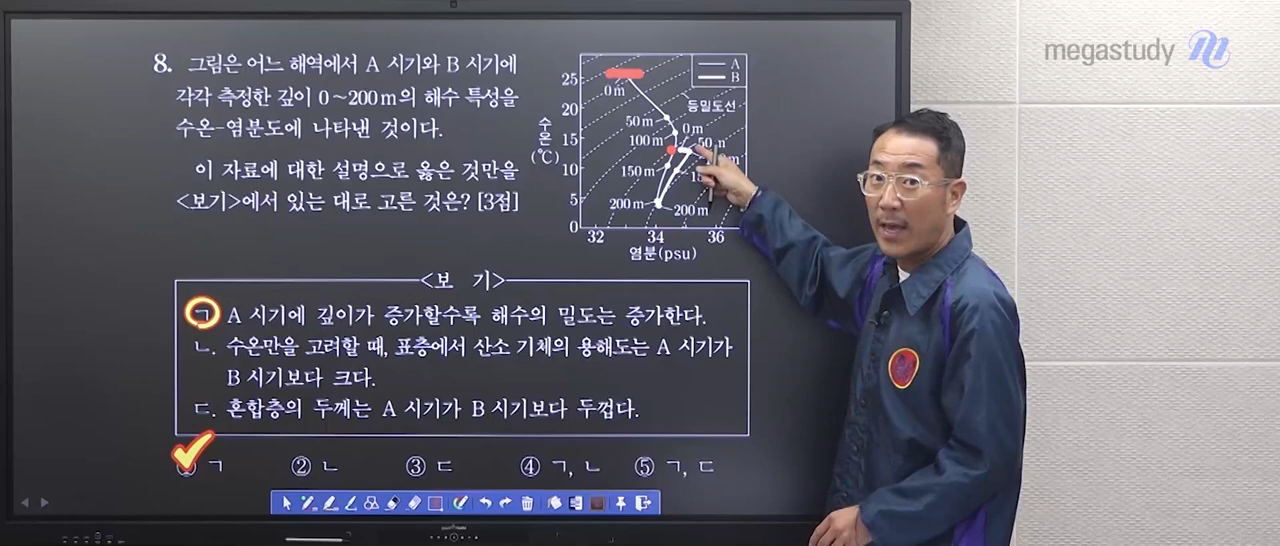 megastudy
8. 그림은 어느 해역에서 A 시기와 B 시기에
각각 측정한 깊이 0~200m의 해수 특성을
수온-염분도에 나타낸 것이다.
이 자료에 대한 설명으로 옳은 것만을
<보기>에서 있는 대로 고른 것은? [3점]
A
B
등밀도선
25
20
15
10
5
0
수온
(℃)
0m
50m
100m
150m
200m
0m
50m
200m
32 34 36
염분(psu)
<보 기>
ㄱ. A 시기에 깊이가 증가할수록 해수의 밀도는 증가한다.
ㄴ. 수온만을 고려할 때, 표층에서 산소 기체의 용해도는 A 시기가
B 시기보다 크다.
ㄷ. 혼합층의 두께는 A 시기가 B 시기보다 두껍다.
① ㄱ ② ㄴ ③ ㄷ ④ ㄱ, ㄴ ⑤ ㄱ, ㄷ